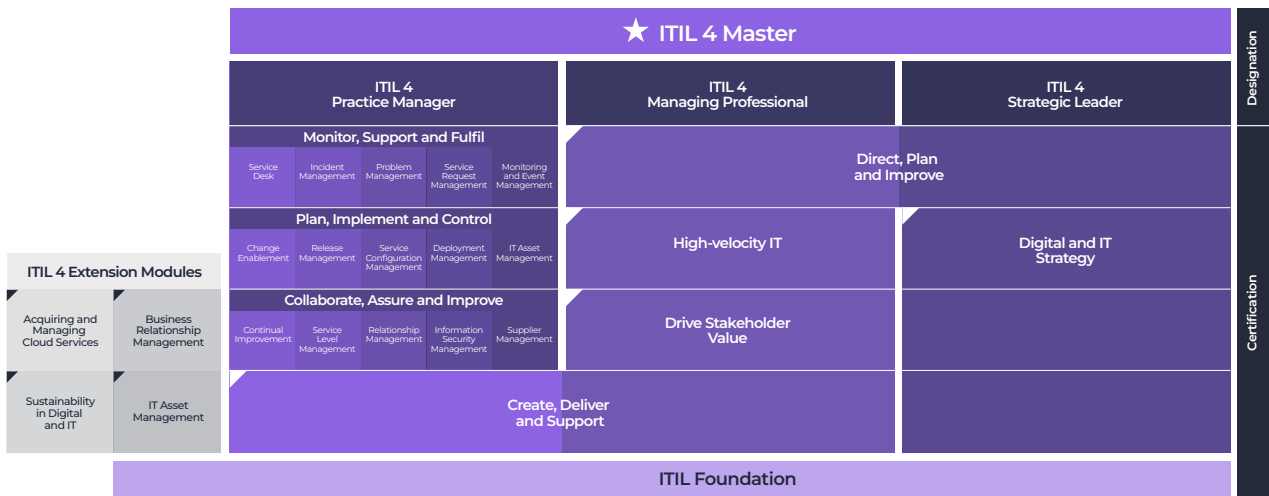 ★ ITIL 4 Master
Designation
ITIL 4
Practice Manager
ITIL 4
Managing Professional
ITIL 4
Strategic Leader
Monitor, Support and Fulfil
Service
Desk
Incident
Management
Problem
Management
Service
Request
Management
Monitoring
and Event
Management
Direct, Plan
and Improve
Plan, Implement and Control
Change
Enablement
Release
Management
Service
Configuration
Management
Deployment
Management
IT Asset
Management
High-velocity IT
Digital and IT
Strategy
Certification
ITIL 4 Extension Modules
Acquiring and
Managing
Cloud Services
Business
Relationship
Management
Sustainability
in Digital
and IT
IT Asset
Management
Collaborate, Assure and Improve
Continual
Improvement
Service
Level
Management
Relationship
Management
Information
Security
Management
Supplier
Management
Drive Stakeholder
Value
Create, Deliver
and Support
ITIL Foundation